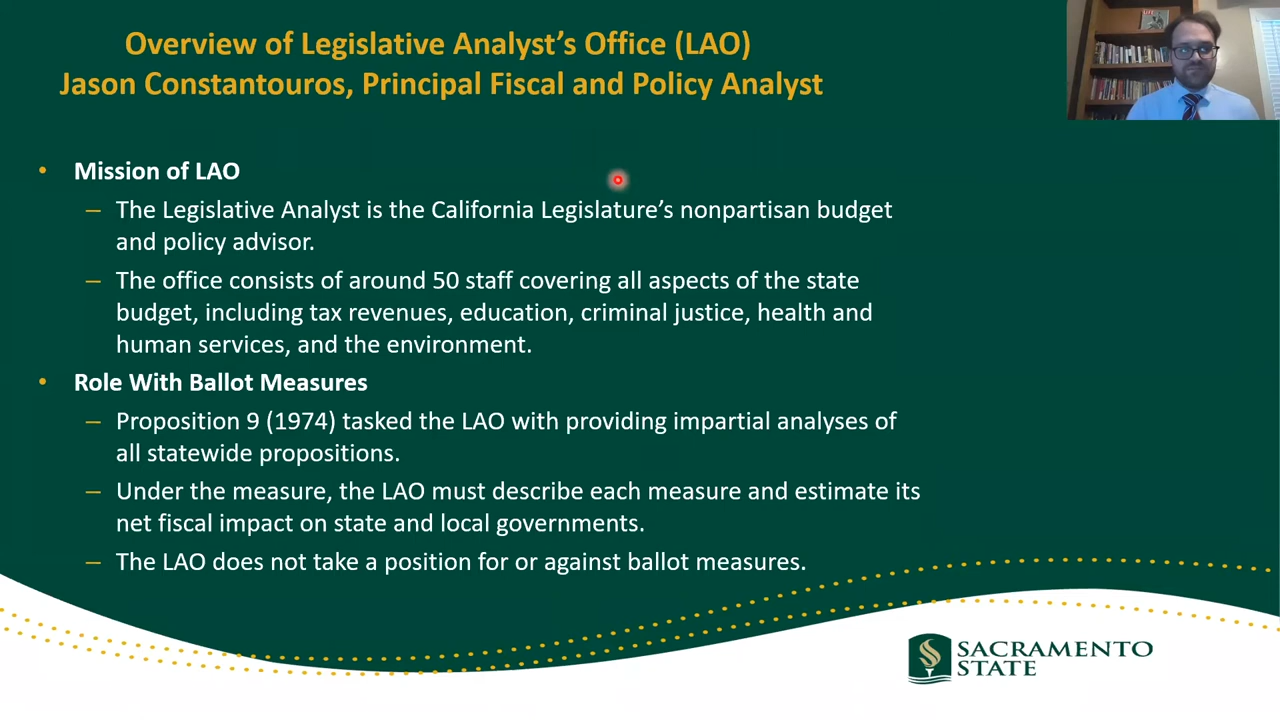 Overview of Legislative Analyst's Office (LAO)
Jason Constantouros, Principal Fiscal and Policy Analyst
• Mission of LAO
– The Legislative Analyst is the California Legislature's nonpartisan budget
and policy advisor.
– The office consists of around 50 staff covering all aspects of the state
budget, including tax revenues, education, criminal justice, health and
human services, and the environment.
• Role With Ballot Measures
– Proposition 9 (1974) tasked the LAO with providing impartial analyses of
all statewide propositions.
– Under the measure, the LAO must describe each measure and estimate its
net fiscal impact on state and local governments.
– The LAO does not take a position for or against ballot measures.
SACRAMENTO
STATE